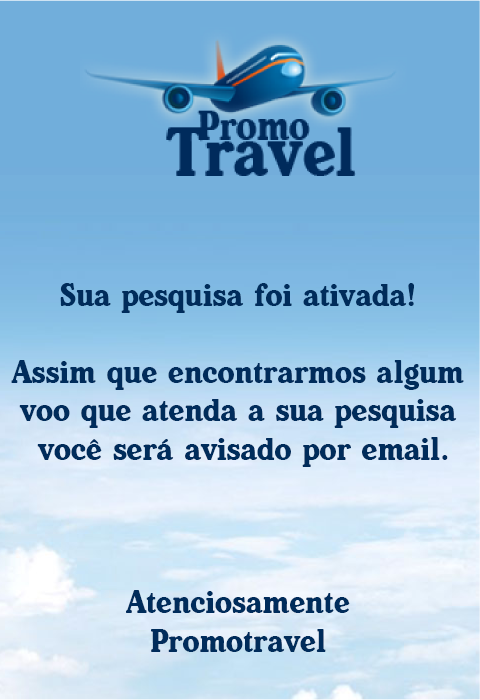 Promo
Travel
Sua pesquisa foi ativada!
Assim que encontrarmos algum
voo que atenda a sua pesquisa
você será avisado por email.
Atenciosamente
Promotravel